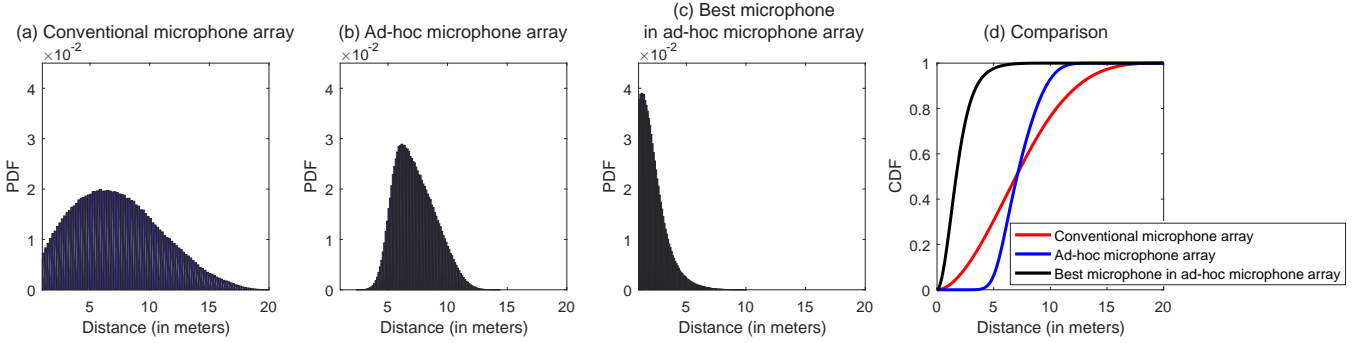 (a) Conventional microphone array
×10-2
4
3
2
1
0
PDF
5 10 15 20
Distance (in meters)
(b) Ad-hoc microphone array
×10-2
4
3
2
1
0
PDF
5 10 15 20
Distance (in meters)
(c) Best microphone
in ad-hoc microphone array
×10-2
4
3
2
1
0
PDF
5 10 15 20
Distance (in meters)
(d) Comparison
1
0.8
0.6
0.4
0.2
0
CDF
0 5 10 15 20
Distance (in meters)
Conventional microphone array
Ad-hoc microphone array
Best microphone in ad-hoc microphone array